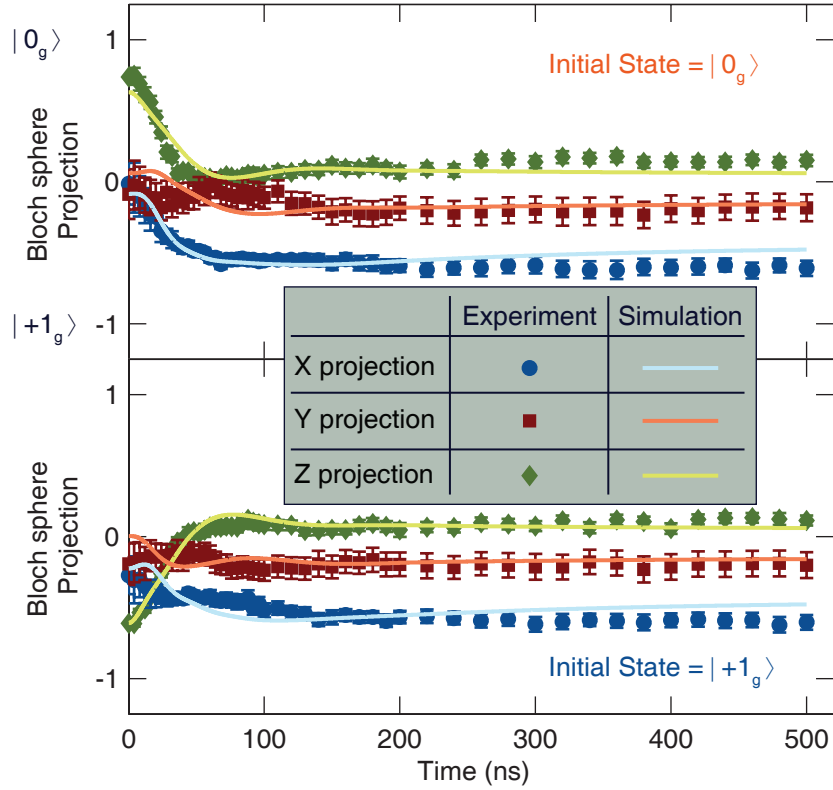 1
| 0g⟩
Initial State = | 0g⟩
0
Bloch sphere
Projection
| +1g⟩
-1
Experiment Simulation
X projection
Y projection
Z projection
1
0
Bloch sphere
Projection
-1
Initial State = | +1g⟩
0 100 200 300 400 500
Time (ns)